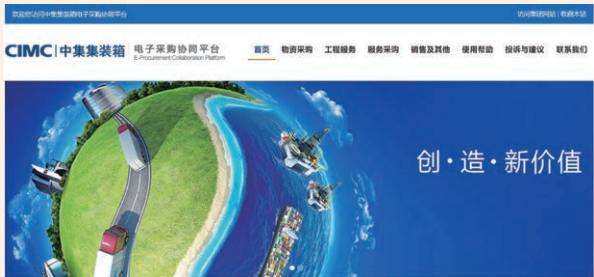 欢迎您访问中集集装箱电子采购协同平台
访问集团网站 | 收藏本站
CIMC 中集集装箱
电子采购协同平台
E-Procurement Collaboration Platform
首页 物资采购 工程服务 服务采购 销售及其他 使用帮助 投诉与建议 联系我们
创·造·新价值